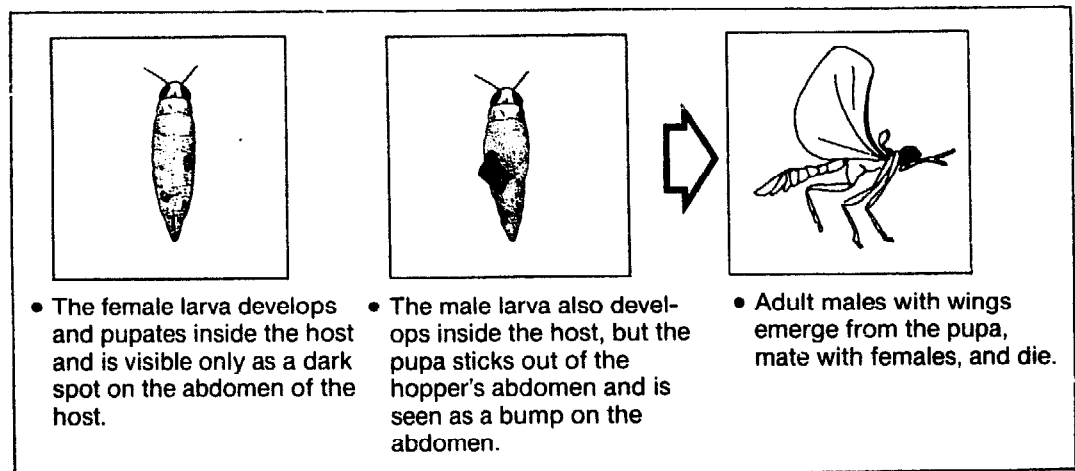 • The female larva develops
and pupates inside the host
and is visible only as a dark
spot on the abdomen of the
host.
• The male larva also devel-
ops inside the host, but the
pupa sticks out of the
hopper's abdomen and is
seen as a bump on the
abdomen.
• Adult males with wings
emerge from the pupa,
mate with females, and die.